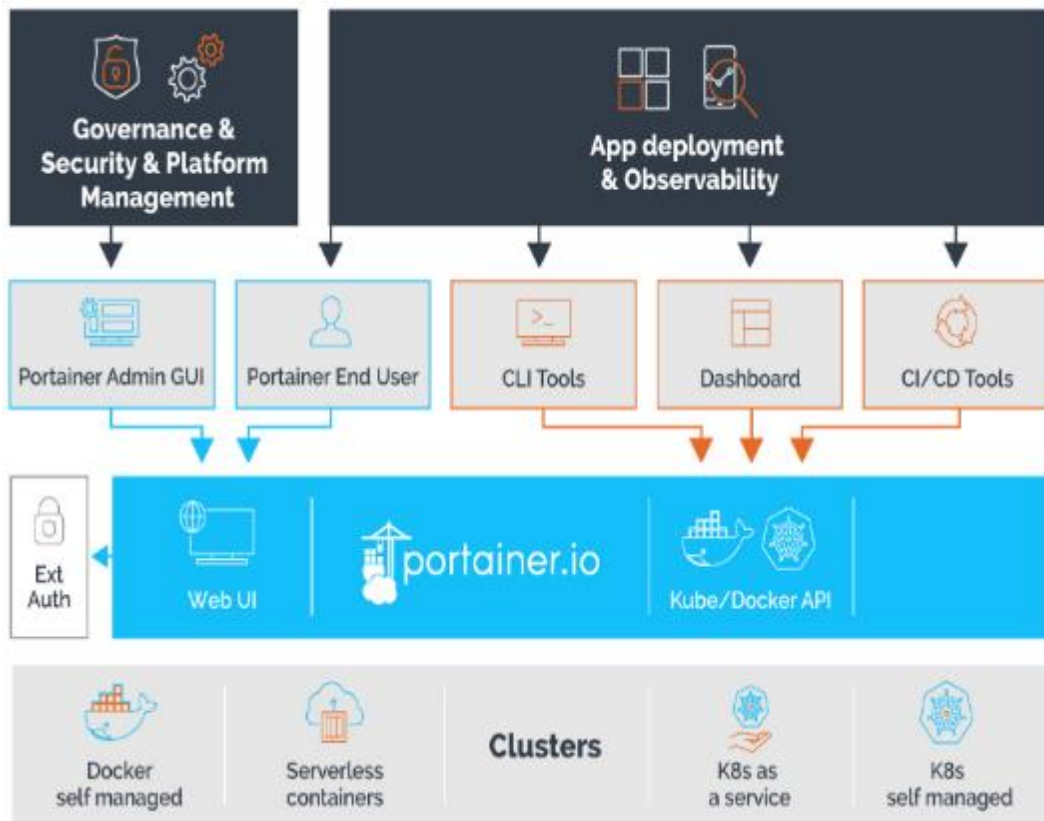 Governance &
Security & Platform
Management
App deployment
& Observability
Portainer Admin GUI
Portainer End User
>_
CLI Tools
Dashboard
CI/CD Tools
Ext
Auth
Web UI
portainer.io
Kube/Docker API
Docker
self managed
Serverless
containers
Clusters
K8s as
a service
K8s
self managed